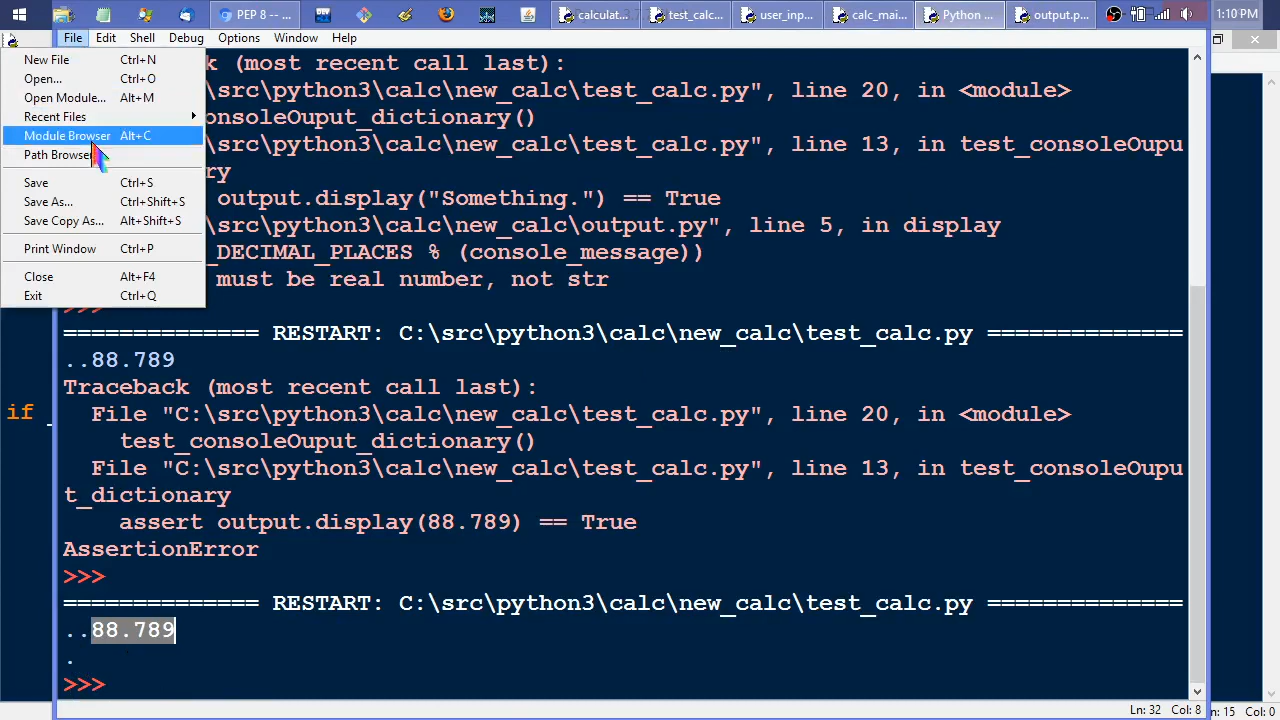 PEP 8 -- ...
calculat...
test_calc...
user_inp...
calc_mai...
Python ...
output.p...
1:10 PM
File Edit Shell Debug Options Window Help
New File Ctrl+N
Open... Ctrl+O
Open Module... Alt+M
Recent Files
Module Browser Alt+C
Path Browser
Save Ctrl+S
Save As... Ctrl+Shift+S
Save Copy As... Alt+Shift+S
Print Window Ctrl+P
Close Alt+F4
Exit Ctrl+Q
if _
k (most recent call last):
\src\python3\calc\new_calc\test_calc.py", line 20, in <module>
consoleOuput_dictionary()
\src\python3\calc\new_calc\test_calc.py", line 13, in test_consoleOupu
ry
output.display("Something.") == True
\src\python3\calc\new_calc\output.py", line 5, in display
_DECIMAL_PLACES % (console_message))
must be real number, not str
>>>
============== RESTART: C:\src\python3\calc\new_calc\test_calc.py ==============
..88.789
Traceback (most recent call last):
File "C:\src\python3\calc\new_calc\test_calc.py", line 20, in <module>
test_consoleOuput_dictionary()
File "C:\src\python3\calc\new_calc\test_calc.py", line 13, in test_consoleOupu
t_dictionary
assert output.display(88.789) == True
AssertionError
>>>
============== RESTART: C:\src\python3\calc\new_calc\test_calc.py ==============
..88.789
.
>>>
Ln: 32 Col: 8
Ln: 15 Col: 0